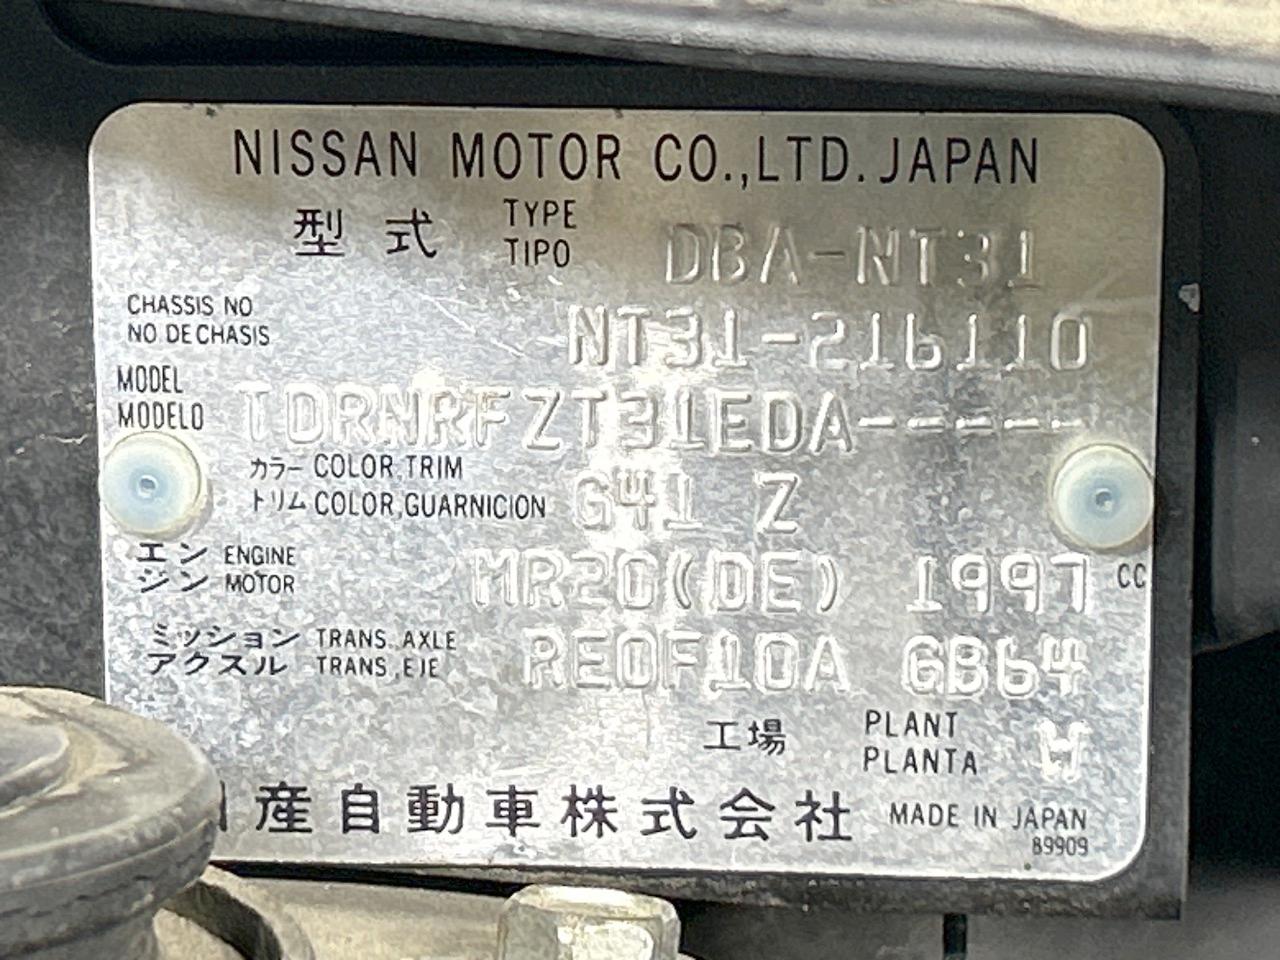 NISSAN MOTOR CO.,LTD. JAPAN
型式 TYPE TIPO DBA-NT31
CHASSIS NO
NO DE CHASIS NT31-216110
MODEL
MODELO TDRNRFZT31EDA-----
カラー COLOR,TRIM
トリム COLOR,GUARNICION G41 Z
エン ENGINE
ジン MOTOR MR20(DE) 1997 CC
ミッション TRANS. AXLE
アクスル TRANS,EJE RE0F10A GB64
工場 PLANT
PLANTA W
産自動車株式会社 MADE IN JAPAN
89909